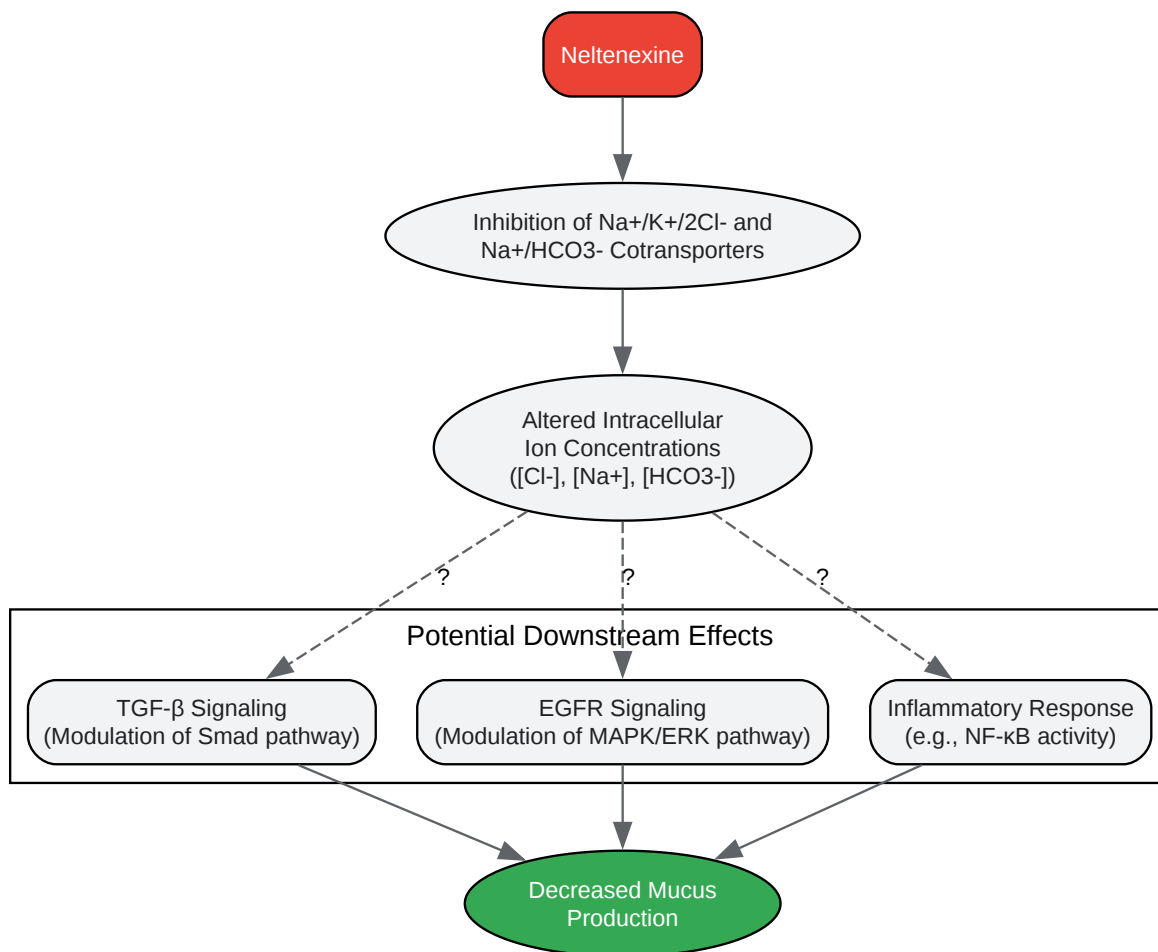 Neltenexine
Inhibition of Na+/K+/2Cl- and
Na+/HCO3- Cotransporters
Altered Intracellular
Ion Concentrations
([Cl-], [Na+], [HCO3-])
? ? ?
Potential Downstream Effects
TGF-β Signaling
(Modulation of Smad pathway)
EGFR Signaling
(Modulation of MAPK/ERK pathway)
Inflammatory Response
(e.g., NF-κB activity)
Decreased Mucus
Production